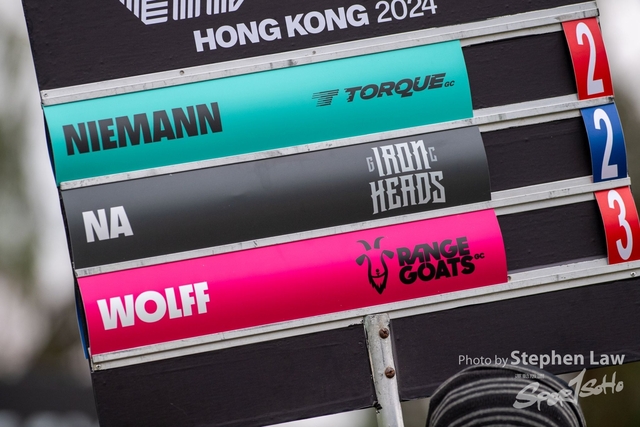 HONG KONG 2024
NIEMANN
TORQUE GC
2
NA
IRON
HEADS
GC
2
WOLFF
RANGE
GOATS GC
3
Photo by Stephen Law